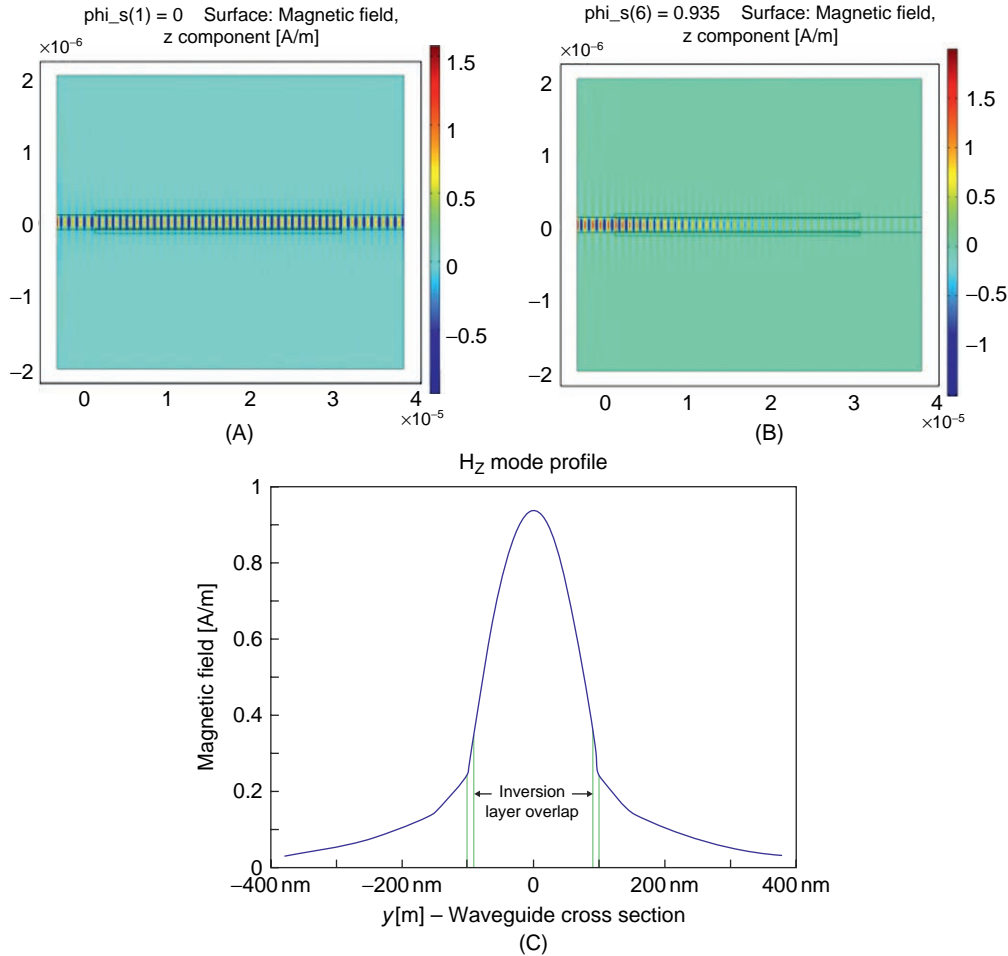 phi_s(1) = 0 Surface: Magnetic field,
z component [A/m]
×10⁻⁶
2
1
0
−1
−2
0
1
2
3
4
×10⁻⁵
1.5
1
0.5
0
−0.5
(A)
phi_s(6) = 0.935 Surface: Magnetic field,
z component [A/m]
×10⁻⁶
2
1
0
−1
−2
0
1
2
3
4
×10⁻⁵
1.5
1
0.5
0
−0.5
−1
(B)
H_Z mode profile
Magnetic field [A/m]
1
0.8
0.6
0.4
0.2
0
Inversion
layer overlap
−400 nm
−200 nm
0
200 nm
400 nm
y[m] – Waveguide cross section
(C)